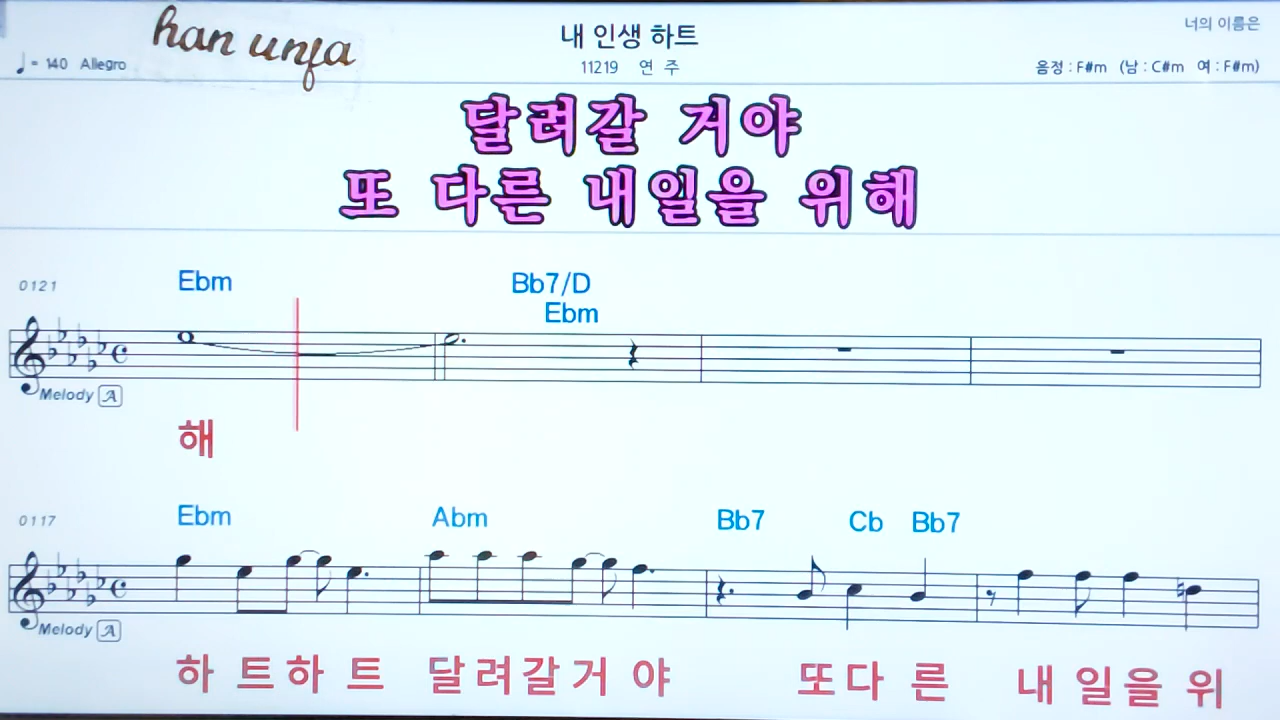 han unfa
내 인생 하트
너의 이름은
♩= 140 Allegro
11219 연 주
음정 : F#m (남 : C#m 여 : F#m)
달려갈 거야
또 다른 내일을 위해
0121
Ebm Bb7/D
Ebm
Melody A
해
0117
Ebm Abm Bb7 Cb Bb7
Melody A
하 트하 트 달려갈거 야 또다 른 내 일을 위